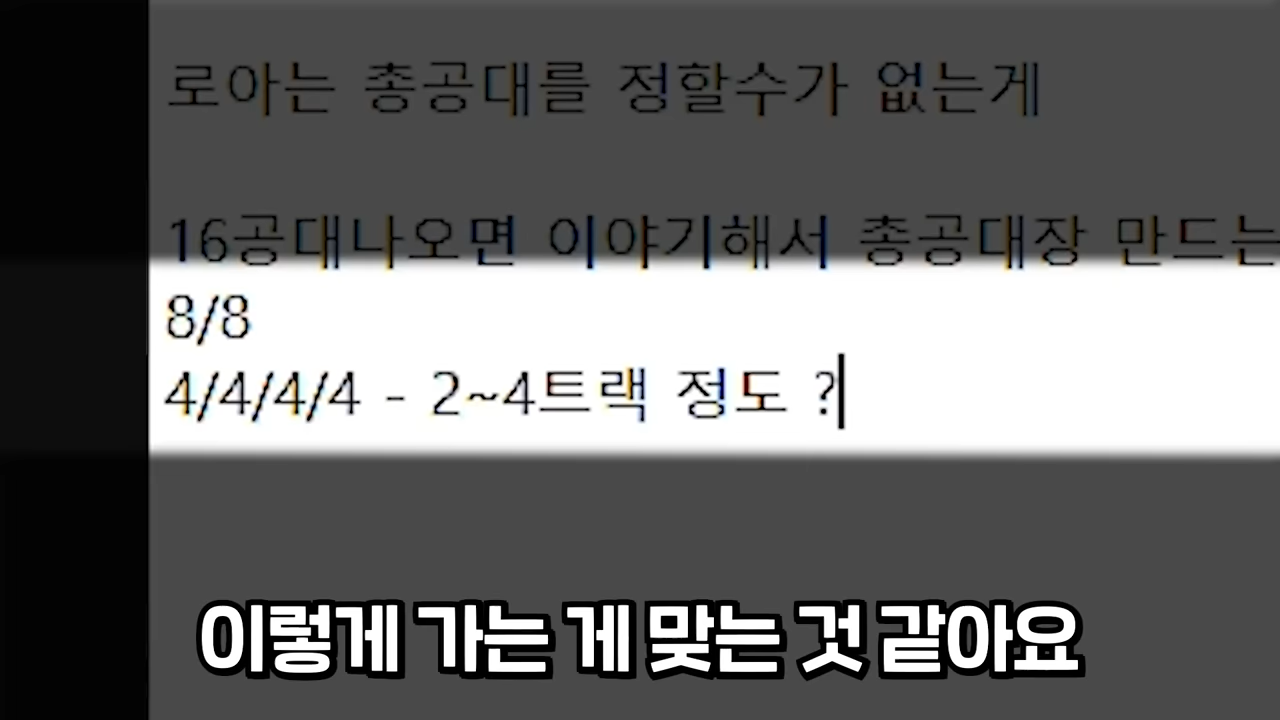 로아는 총공대를 정할수가 없는게
16공대나오면 이야기해서 총공대장 만드는
8/8
4/4/4/4 - 2~4트랙 정도 ?
이렇게 가는 게 맞는 것 같아요